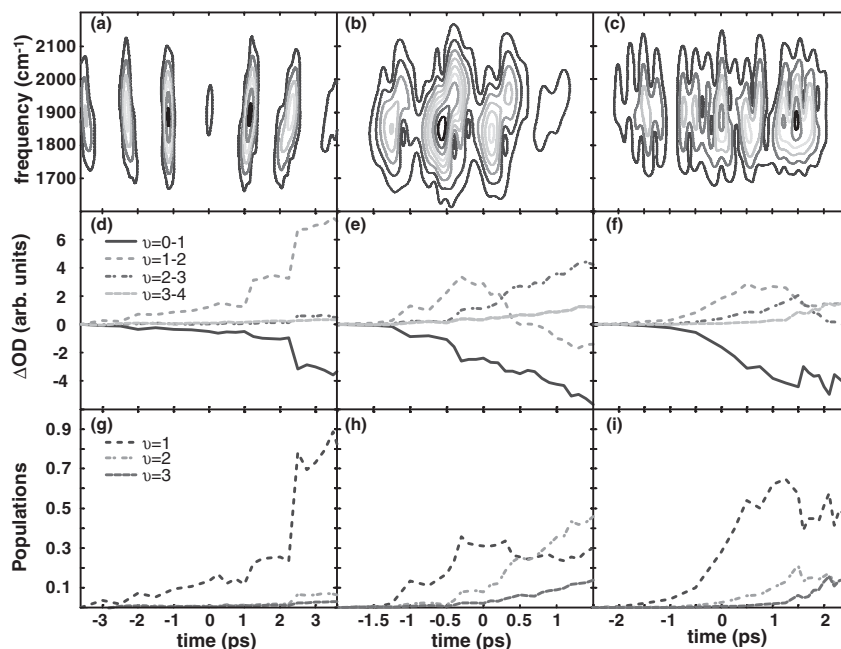 (a) (b) (c)
frequency (cm⁻¹)
2100
2000
1900
1800
1700
(d) (e) (f)
ΔOD (arb. units)
6
4
2
0
-2
-4
υ=0-1
υ=1-2
υ=2-3
υ=3-4
(g) (h) (i)
Populations
0.9
0.7
0.5
0.3
0.1
υ=1
υ=2
υ=3
-3 -2 -1 0 1 2 3
-1.5 -1 -0.5 0 0.5 1
-2 -1 0 1 2
time (ps) time (ps) time (ps)